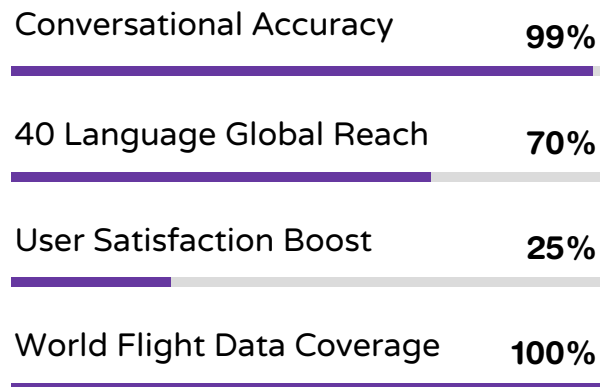 Conversational Accuracy 99%
40 Language Global Reach 70%
User Satisfaction Boost 25%
World Flight Data Coverage 100%